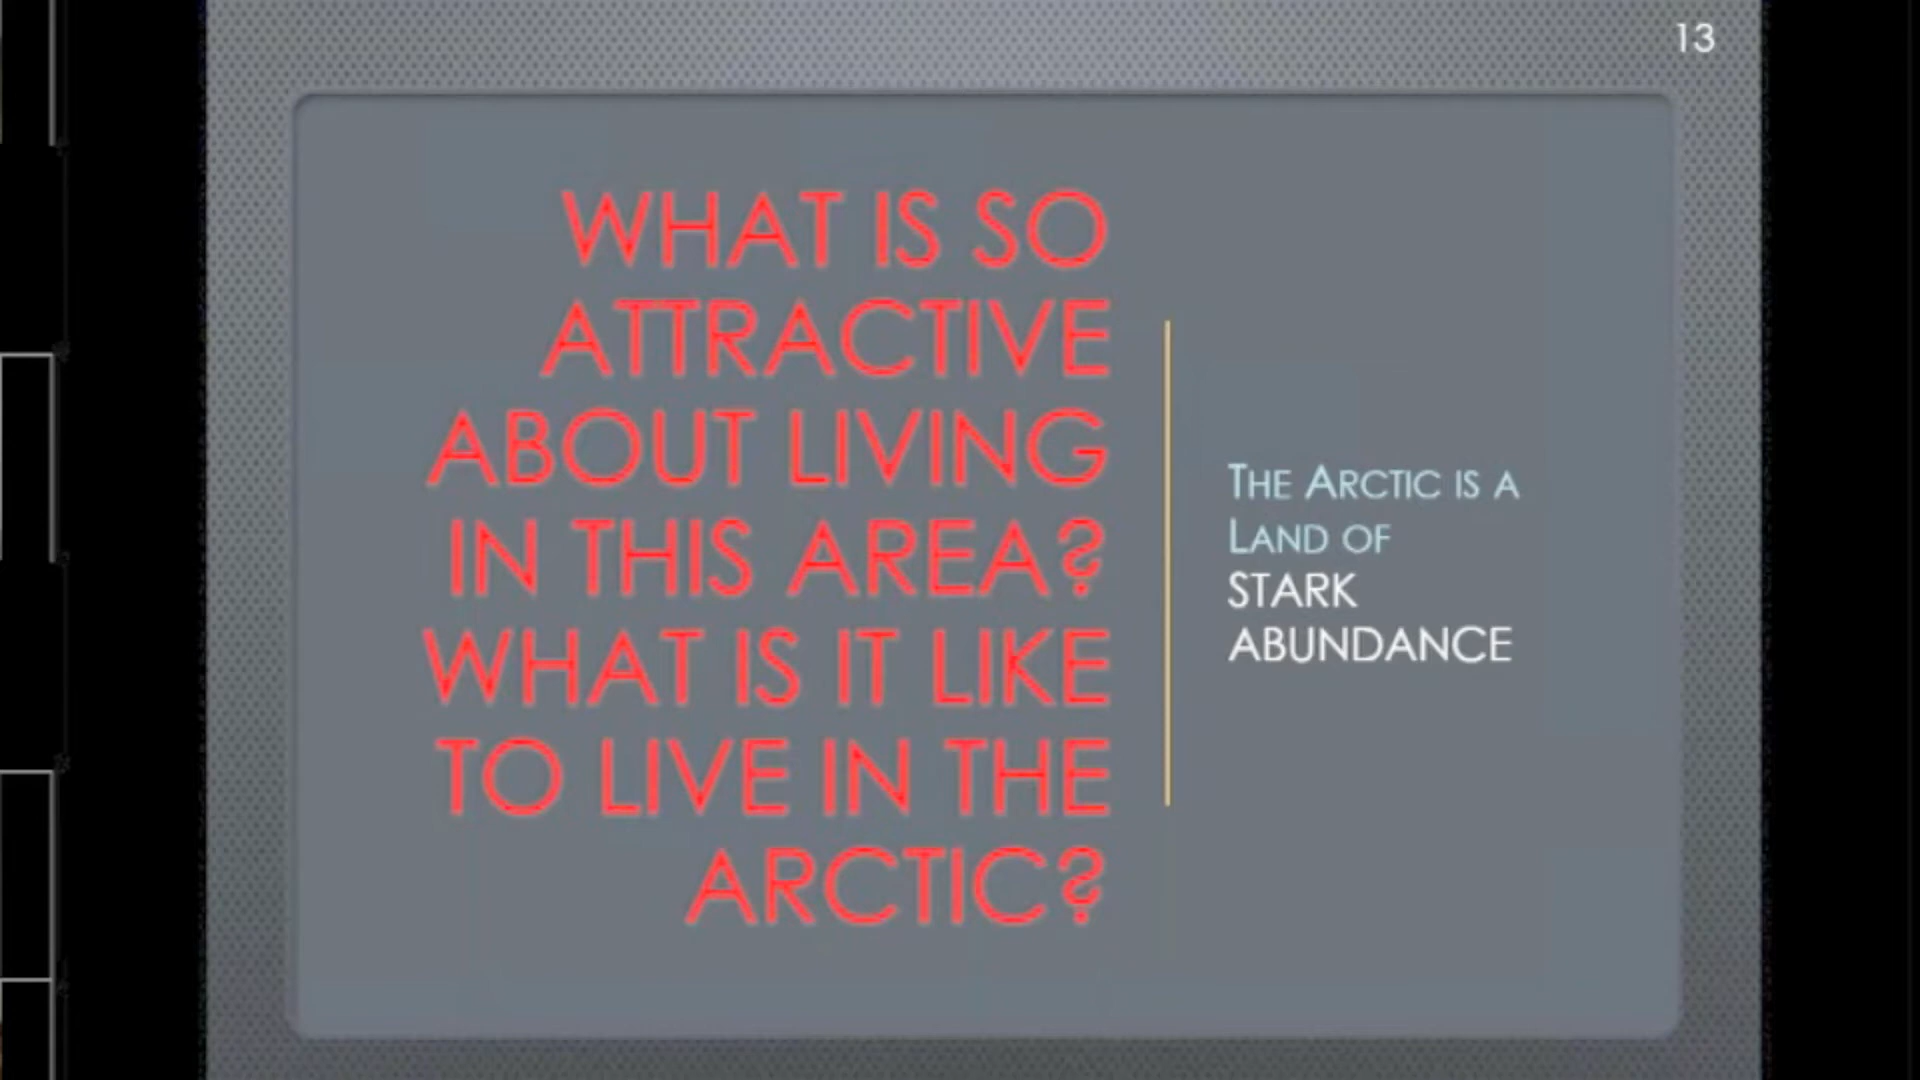 13
WHAT IS SO
ATTRACTIVE
ABOUT LIVING
IN THIS AREA?
WHAT IS IT LIKE
TO LIVE IN THE
ARCTIC?
THE ARCTIC IS A
LAND OF
STARK
ABUNDANCE